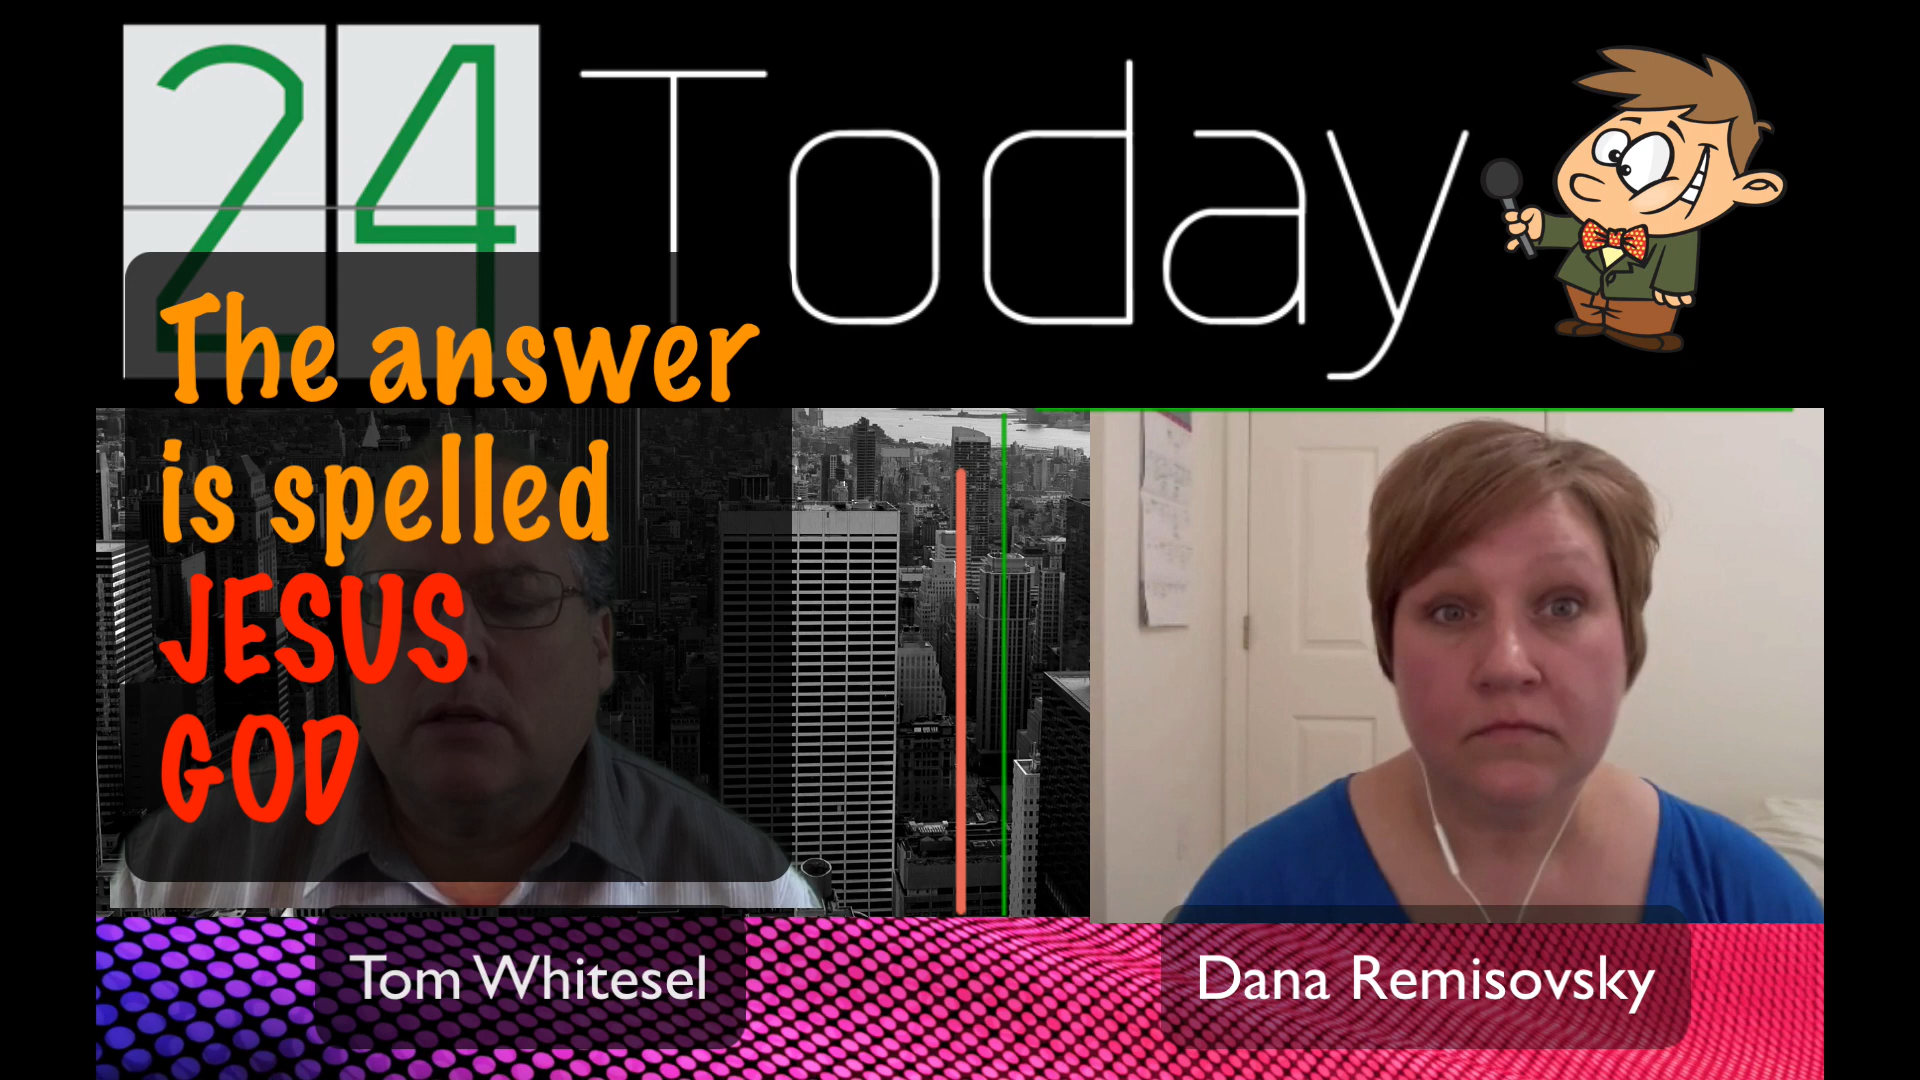 24 Today
The answer
is spelled
JESUS
GOD
Tom Whitesel
Dana Remisovsky